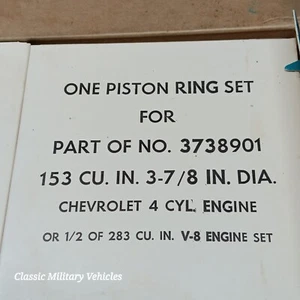 ONE PISTON RING SET
FOR
PART OF NO. 3738901
153 CU. IN. 3-7/8 IN. DIA.
CHEVROLET 4 CYL. ENGINE
OR 1/2 OF 283 CU. IN. V-8 ENGINE SET
Classic Military Vehicles